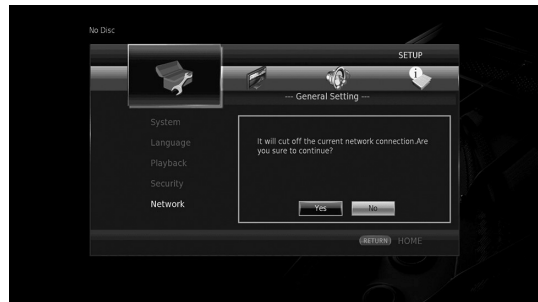 No Disc
SETUP
--- General Setting ---
System
Language
Playback
Security
Network
It will cut off the current network connection.Are
you sure to continue?
Yes No
RETURN HOME